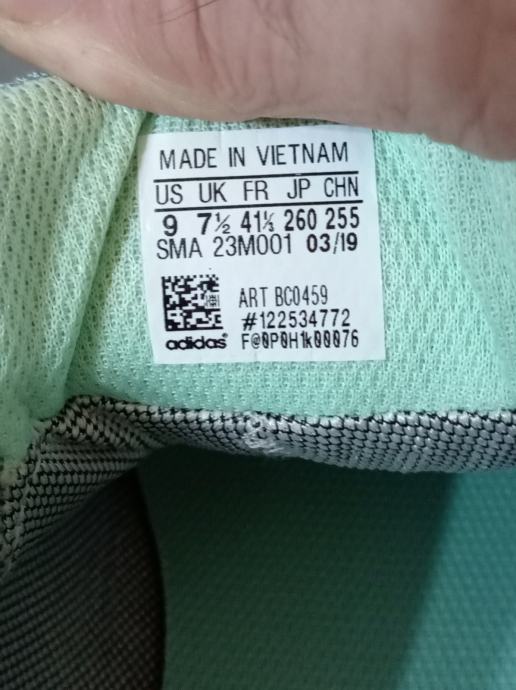 MADE IN VIETNAM
US UK FR JP CHN
9 7½ 41⅓ 260 255
SMA 23M001 03/19
ART BC0459
#122534772
adidas® F@0P0H1k00076